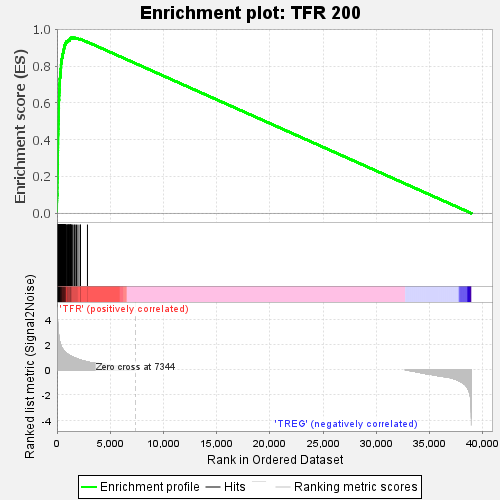 Enrichment plot: TFR 200
Enrichment score (ES)
1.0
0.8
0.6
0.4
0.2
0.0
'TFR' (positively correlated)
Ranked list metric (Signal2Noise)
4
2
0
-2
-4
Zero cross at 7344
'TREG' (negatively correlated)
0 5,000 10,000 15,000 20,000 25,000 30,000 35,000 40,000
Rank in Ordered Dataset
Enrichment profile Hits Ranking metric scores